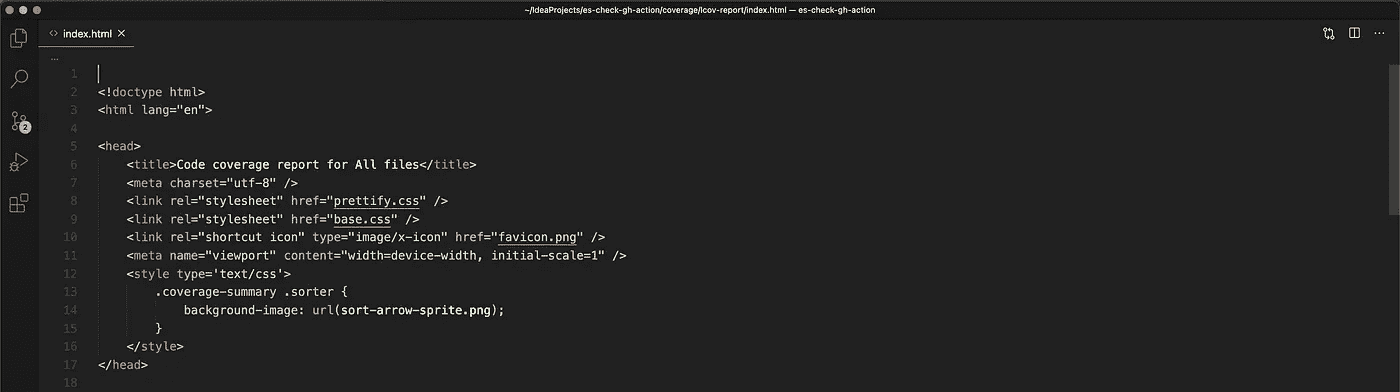 ~/IdeaProjects/es-check-gh-action/coverage/lcov-report/index.html — es-check-gh-action
<> index.html ×
...
2
1
2 <!doctype html>
3 <html lang="en">
4
5 <head>
6 <title>Code coverage report for All files</title>
7 <meta charset="utf-8" />
8 <link rel="stylesheet" href="prettify.css" />
9 <link rel="stylesheet" href="base.css" />
10 <link rel="shortcut icon" type="image/x-icon" href="favicon.png" />
11 <meta name="viewport" content="width=device-width, initial-scale=1" />
12 <style type='text/css'>
13 .coverage-summary .sorter {
14 background-image: url(sort-arrow-sprite.png);
15 }
16 </style>
17 </head>
18